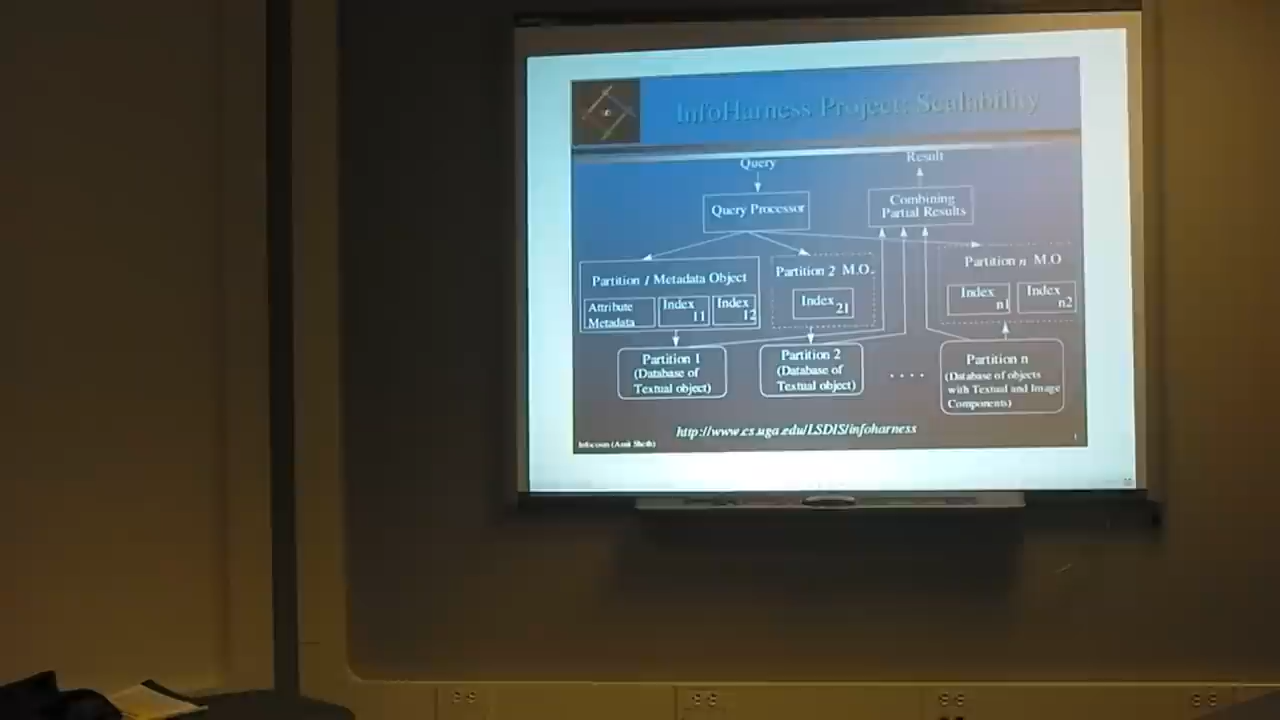 InfoHarness Project: Scalability
Query
Result
Query Processor
Combining
Partial Results
Partition 1 Metadata Object
Attribute
Metadata
Index 11
Index 12
Partition 2 M.O.
Index 21
Partition n M.O
Index n1
Index n2
Partition 1
(Database of
Textual object)
Partition 2
(Database of
Textual object)
. . . .
Partition n
(Database of objects
with Textual and Image
Components)
http://www.cs.uga.edu/LSDIS/infoharness
Infocosm (Amit Sheth)